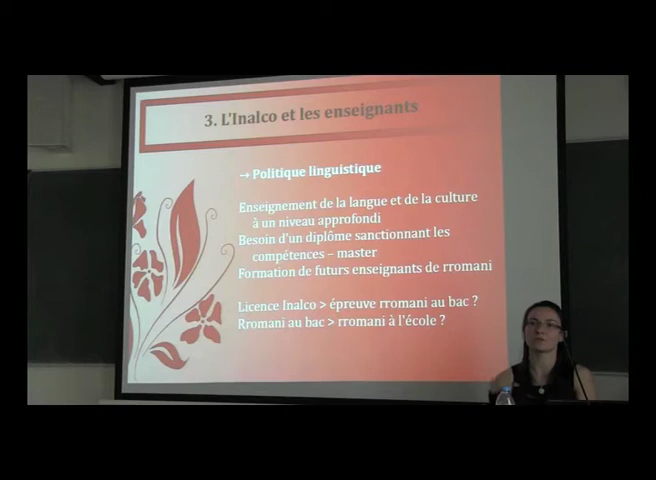 3. L'Inalco et les enseignants
→ Politique linguistique
Enseignement de la langue et de la culture
à un niveau approfondi
Besoin d'un diplôme sanctionnant les
compétences – master
Formation de futurs enseignants de rromani
Licence Inalco > épreuve rromani au bac ?
Rromani au bac > rromani à l'école ?